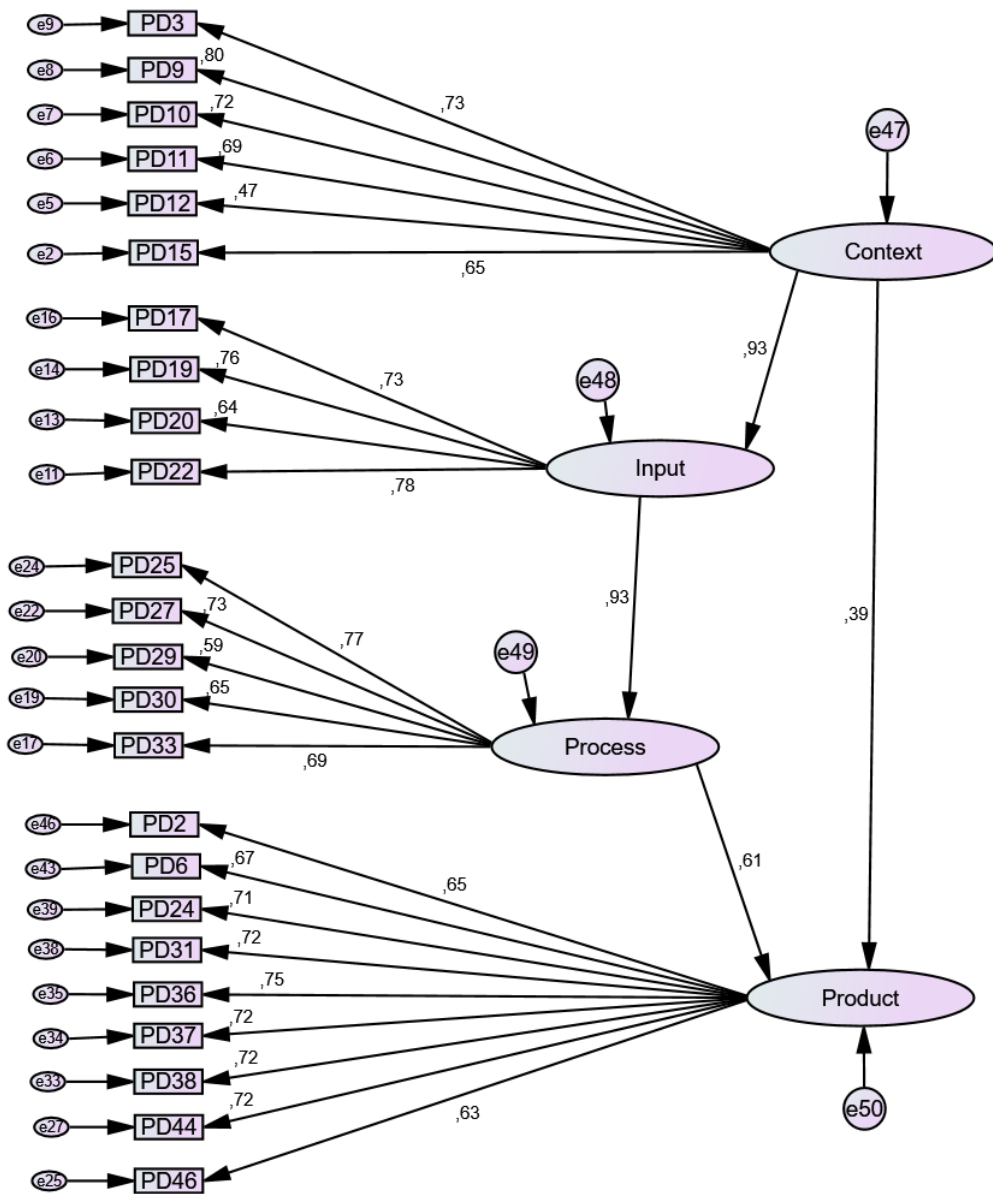 e9 PD3
e8 PD9 ,80
e7 PD10 ,72 ,73
e6 PD11 ,69 e47
e5 PD12 ,47
e2 PD15 ,65 Context
e16 PD17
e14 PD19 ,76 ,73 e48 ,93
e13 PD20 ,64
e11 PD22 ,78 Input
e24 PD25
e22 PD27 ,73 ,93
e20 PD29 ,59 ,77 e49 ,39
e19 PD30 ,65
e17 PD33 ,69 Process
e46 PD2
e43 PD6 ,67 ,65 ,61
e39 PD24 ,71
e38 PD31 ,72
e35 PD36 ,75 Product
e34 PD37 ,72
e33 PD38 ,72
e27 PD44 ,72 ,63 e50
e25 PD46